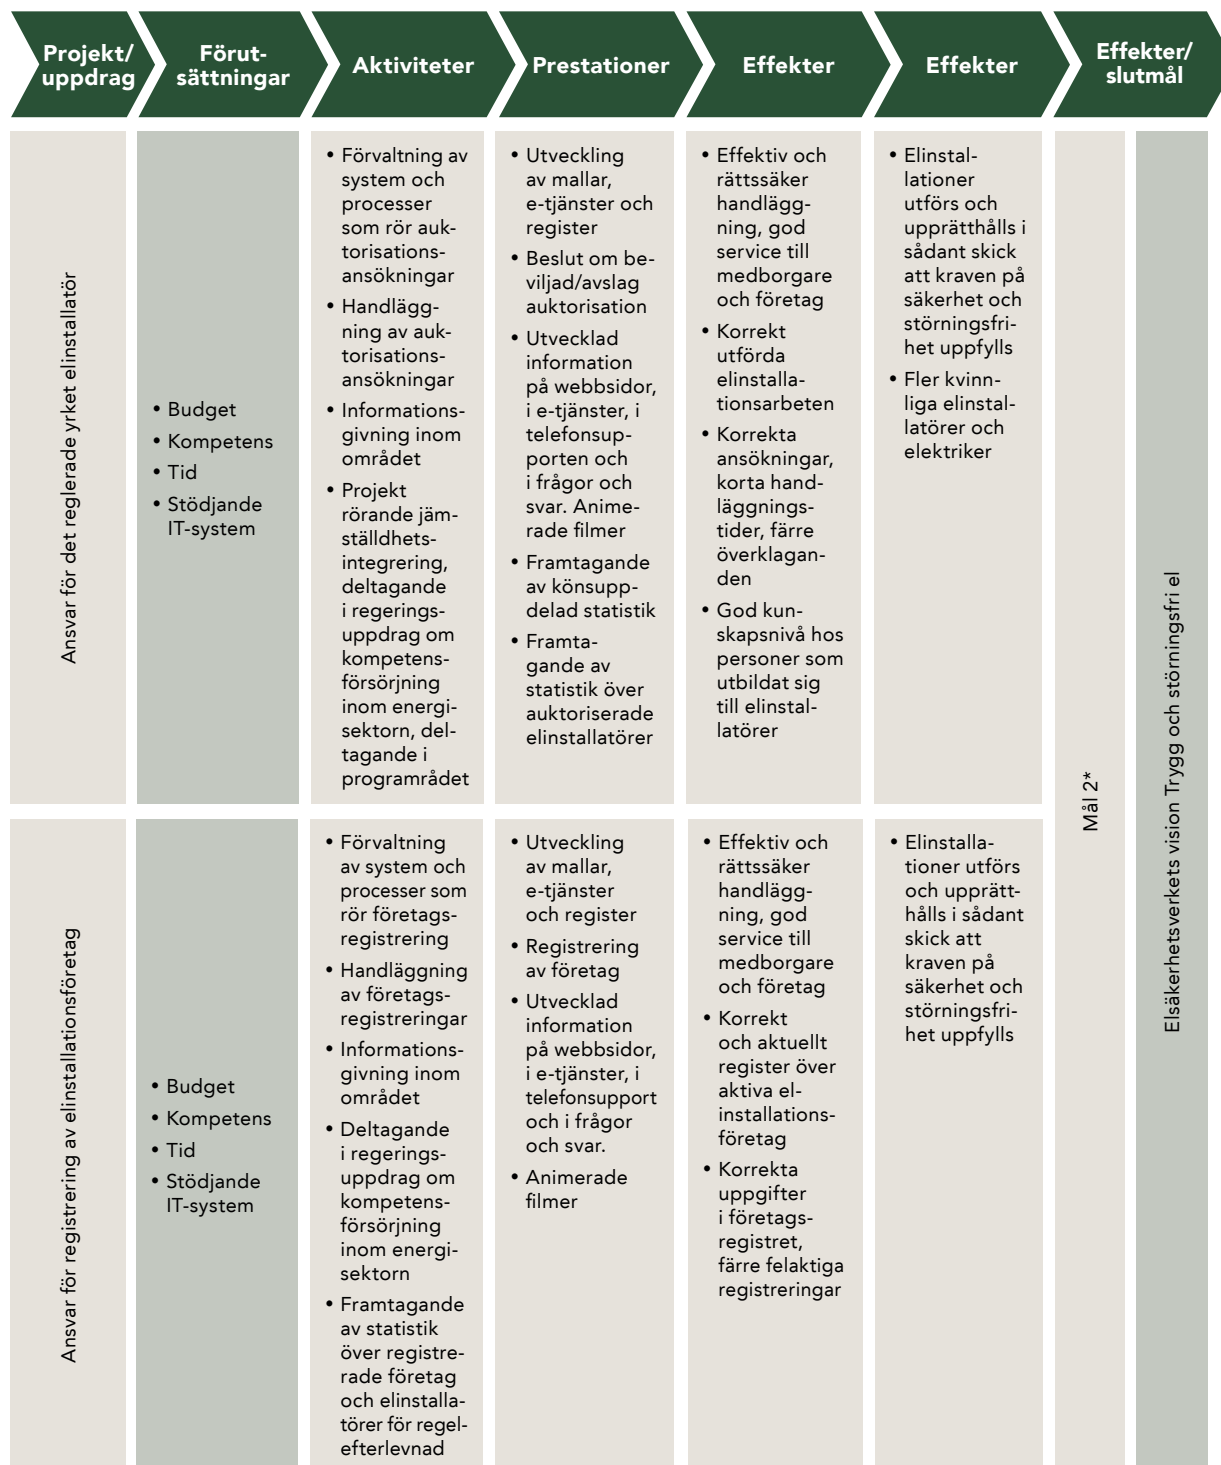 Projekt/
uppdrag
Förut-
sättningar
Aktiviteter
Prestationer
Effekter
Effekter
Effekter/
slutmål
Ansvar för det reglerade yrket elinstallatör
• Budget
• Kompetens
• Tid
• Stödjande
IT-system
• Förvaltning av
system och
processer
som rör auk-
torisations-
ansökningar
• Handlägg-
ning av auk-
torisations-
ansökningar
• Informations-
givning inom
området
• Projekt
rörande jäm-
ställdhets-
integrering,
deltagande
i regerings-
uppdrag om
kompetens-
försörjning
inom energi-
sektorn, del-
tagande i
programrådet
• Utveckling
av mallar,
e-tjänster och
register
• Beslut om be-
viljad/avslag
auktorisation
• Utvecklad
information
på webbsidor,
i e-tjänster, i
telefonsup-
porten och
i frågor och
svar. Anime-
rade filmer
• Framtagande
av könsupp-
delad statistik
• Framta-
gande av
statistik över
auktoriserade
elinstallatörer
• Effektiv och
rättssäker
handlägg-
ning, god
service till
medborgare
och företag
• Korrekt
utförda
elinstalla-
tionsarbeten
• Korrekta
ansökningar,
korta hand-
läggnings-
tider, färre
överklagan-
den
• God kun-
skapsnivå hos
personer som
utbildat sig
till elinstal-
latörer
• Elinstal-
lationer
utförs och
upprätthålls i
sådant skick
att kraven på
säkerhet och
störningsfri-
het uppfylls
• Fler kvinn-
liga elinstal-
latörer och
elektriker
Ansvar för registrering av elinstallationsföretag
• Budget
• Kompetens
• Tid
• Stödjande
IT-system
• Förvaltning
av system och
processer som
rör företags-
registrering
• Handläggning
av företags-
registreringar
• Informations-
givning inom
området
• Deltagande
i regerings-
uppdrag om
kompetens-
försörjning
inom energi-
sektorn
• Framtagande
av statistik
över registre-
rade företag
och elinstalla-
törer för regel-
efterlevnad
• Utveckling
av mallar,
e-tjänster
och register
• Registrering
av företag
• Utvecklad
information
på webbsidor,
i e-tjänster, i
telefonsupport
och i frågor
och svar.
• Animerade
filmer
• Effektiv och
rättssäker
handlägg-
ning, god
service till
medborgare
och företag
• Korrekt
och aktuellt
register över
aktiva el-
installations-
företag
• Korrekta
uppgifter
i företags-
registret,
färre felaktiga
registreringar
• Elinstalla-
tioner utförs
och upprätt-
hålls i sådant
skick att
kraven på
säkerhet och
störningsfri-
het uppfylls
Mål 2*
Elsäkerhetsverkets vision Trygg och störningsfri el